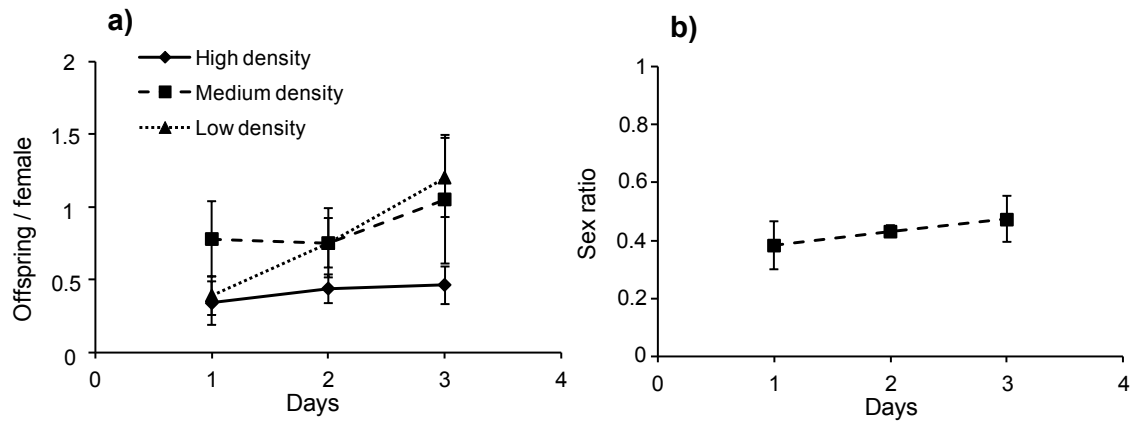 a)
High density
Medium density
Low density
2
1.5
1
0.5
0
Offspring / female
0 1 2 3 4
Days
b)
1
0.8
0.6
0.4
0.2
0
Sex ratio
0 1 2 3 4
Days